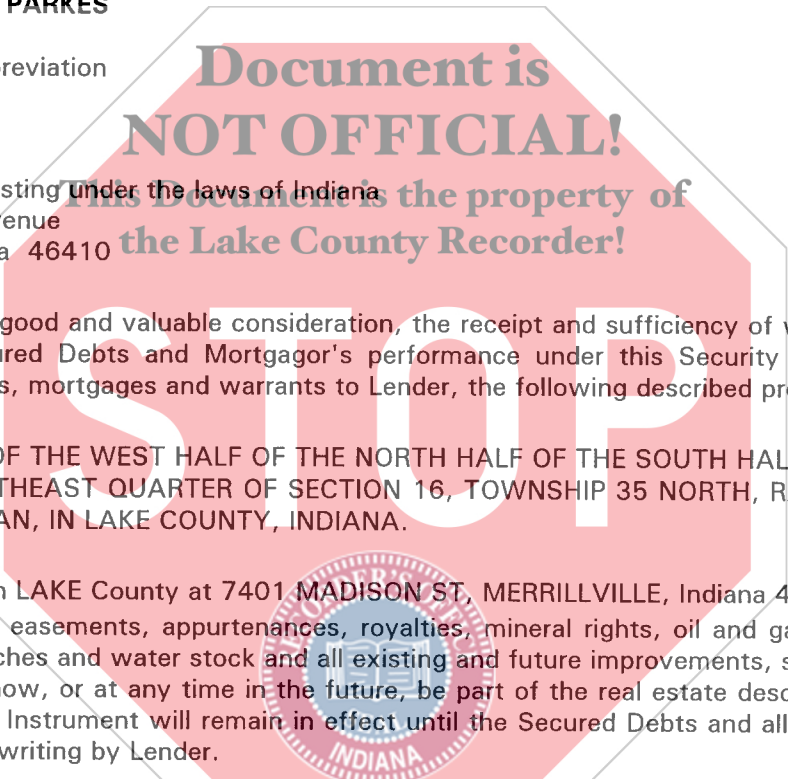 PARKES
reviation
Document is
NOT OFFICIAL!
sting under the laws of Indiana
This Document is the property of
enue
a 46410
the Lake County Recorder!
good and valuable consideration, the receipt and sufficiency of
ured Debts and Mortgagor's performance under this Security
s, mortgages and warrants to Lender, the following described pr
STOP
OF THE WEST HALF OF THE NORTH HALF OF THE SOUTH HAL
THEAST QUARTER OF SECTION 16, TOWNSHIP 35 NORTH, R
AN, IN LAKE COUNTY, INDIANA.
n LAKE County at 7401 MADISON ST, MERRILLVILLE, Indiana 4
easements, appurtenances, royalties, mineral rights, oil and ga
ches and water stock and all existing and future improvements, s
now, or at any time in the future, be part of the real estate desc
Instrument will remain in effect until the Secured Debts and all
writing by Lender.
INDIANA